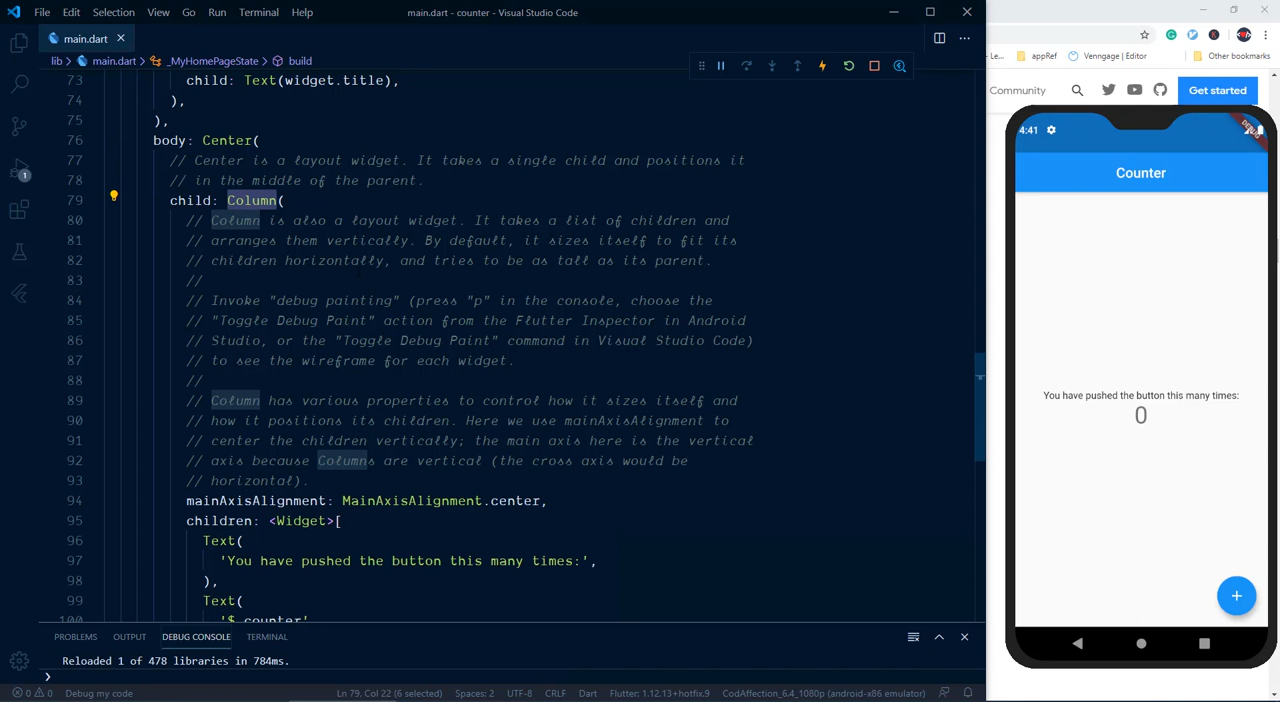 File Edit Selection View Go Run Terminal Help main.dart - counter - Visual Studio Code
main.dart
lib > main.dart > _MyHomePageState > build
73 child: Text(widget.title),
74 ),
75 ),
76 body: Center(
77 // Center is a layout widget. It takes a single child and positions it
78 // in the middle of the parent.
79 child: Column(
80 // Column is also a layout widget. It takes a list of children and
81 // arranges them vertically. By default, it sizes itself to fit its
82 // children horizontally, and tries to be as tall as its parent.
83 //
84 // Invoke "debug painting" (press "p" in the console, choose the
85 // "Toggle Debug Paint" action from the Flutter Inspector in Android
86 // Studio, or the "Toggle Debug Paint" command in Visual Studio Code)
87 // to see the wireframe for each widget.
88 //
89 // Column has various properties to control how it sizes itself and
90 // how it positions its children. Here we use mainAxisAlignment to
91 // center the children vertically; the main axis here is the vertical
92 // axis because Columns are vertical (the cross axis would be
93 // horizontal).
94 mainAxisAlignment: MainAxisAlignment.center,
95 children: <Widget>[
96 Text(
97 'You have pushed the button this many times:',
98 ),
99 Text(
100 '$_counter'
1
PROBLEMS OUTPUT DEBUG CONSOLE TERMINAL
Reloaded 1 of 478 libraries in 784ms.
0 0 Debug my code Ln 79, Col 22 (6 selected) Spaces: 2 UTF-8 CRLF Dart Flutter: 1.12.13+hotfix.9 CodAffection_6.4_1080p (android-x86 emulator)
Le... appRef Venngage | Editor Other bookmarks
Community Get started
4:41
DEBUG
Counter
You have pushed the button this many times:
0
+